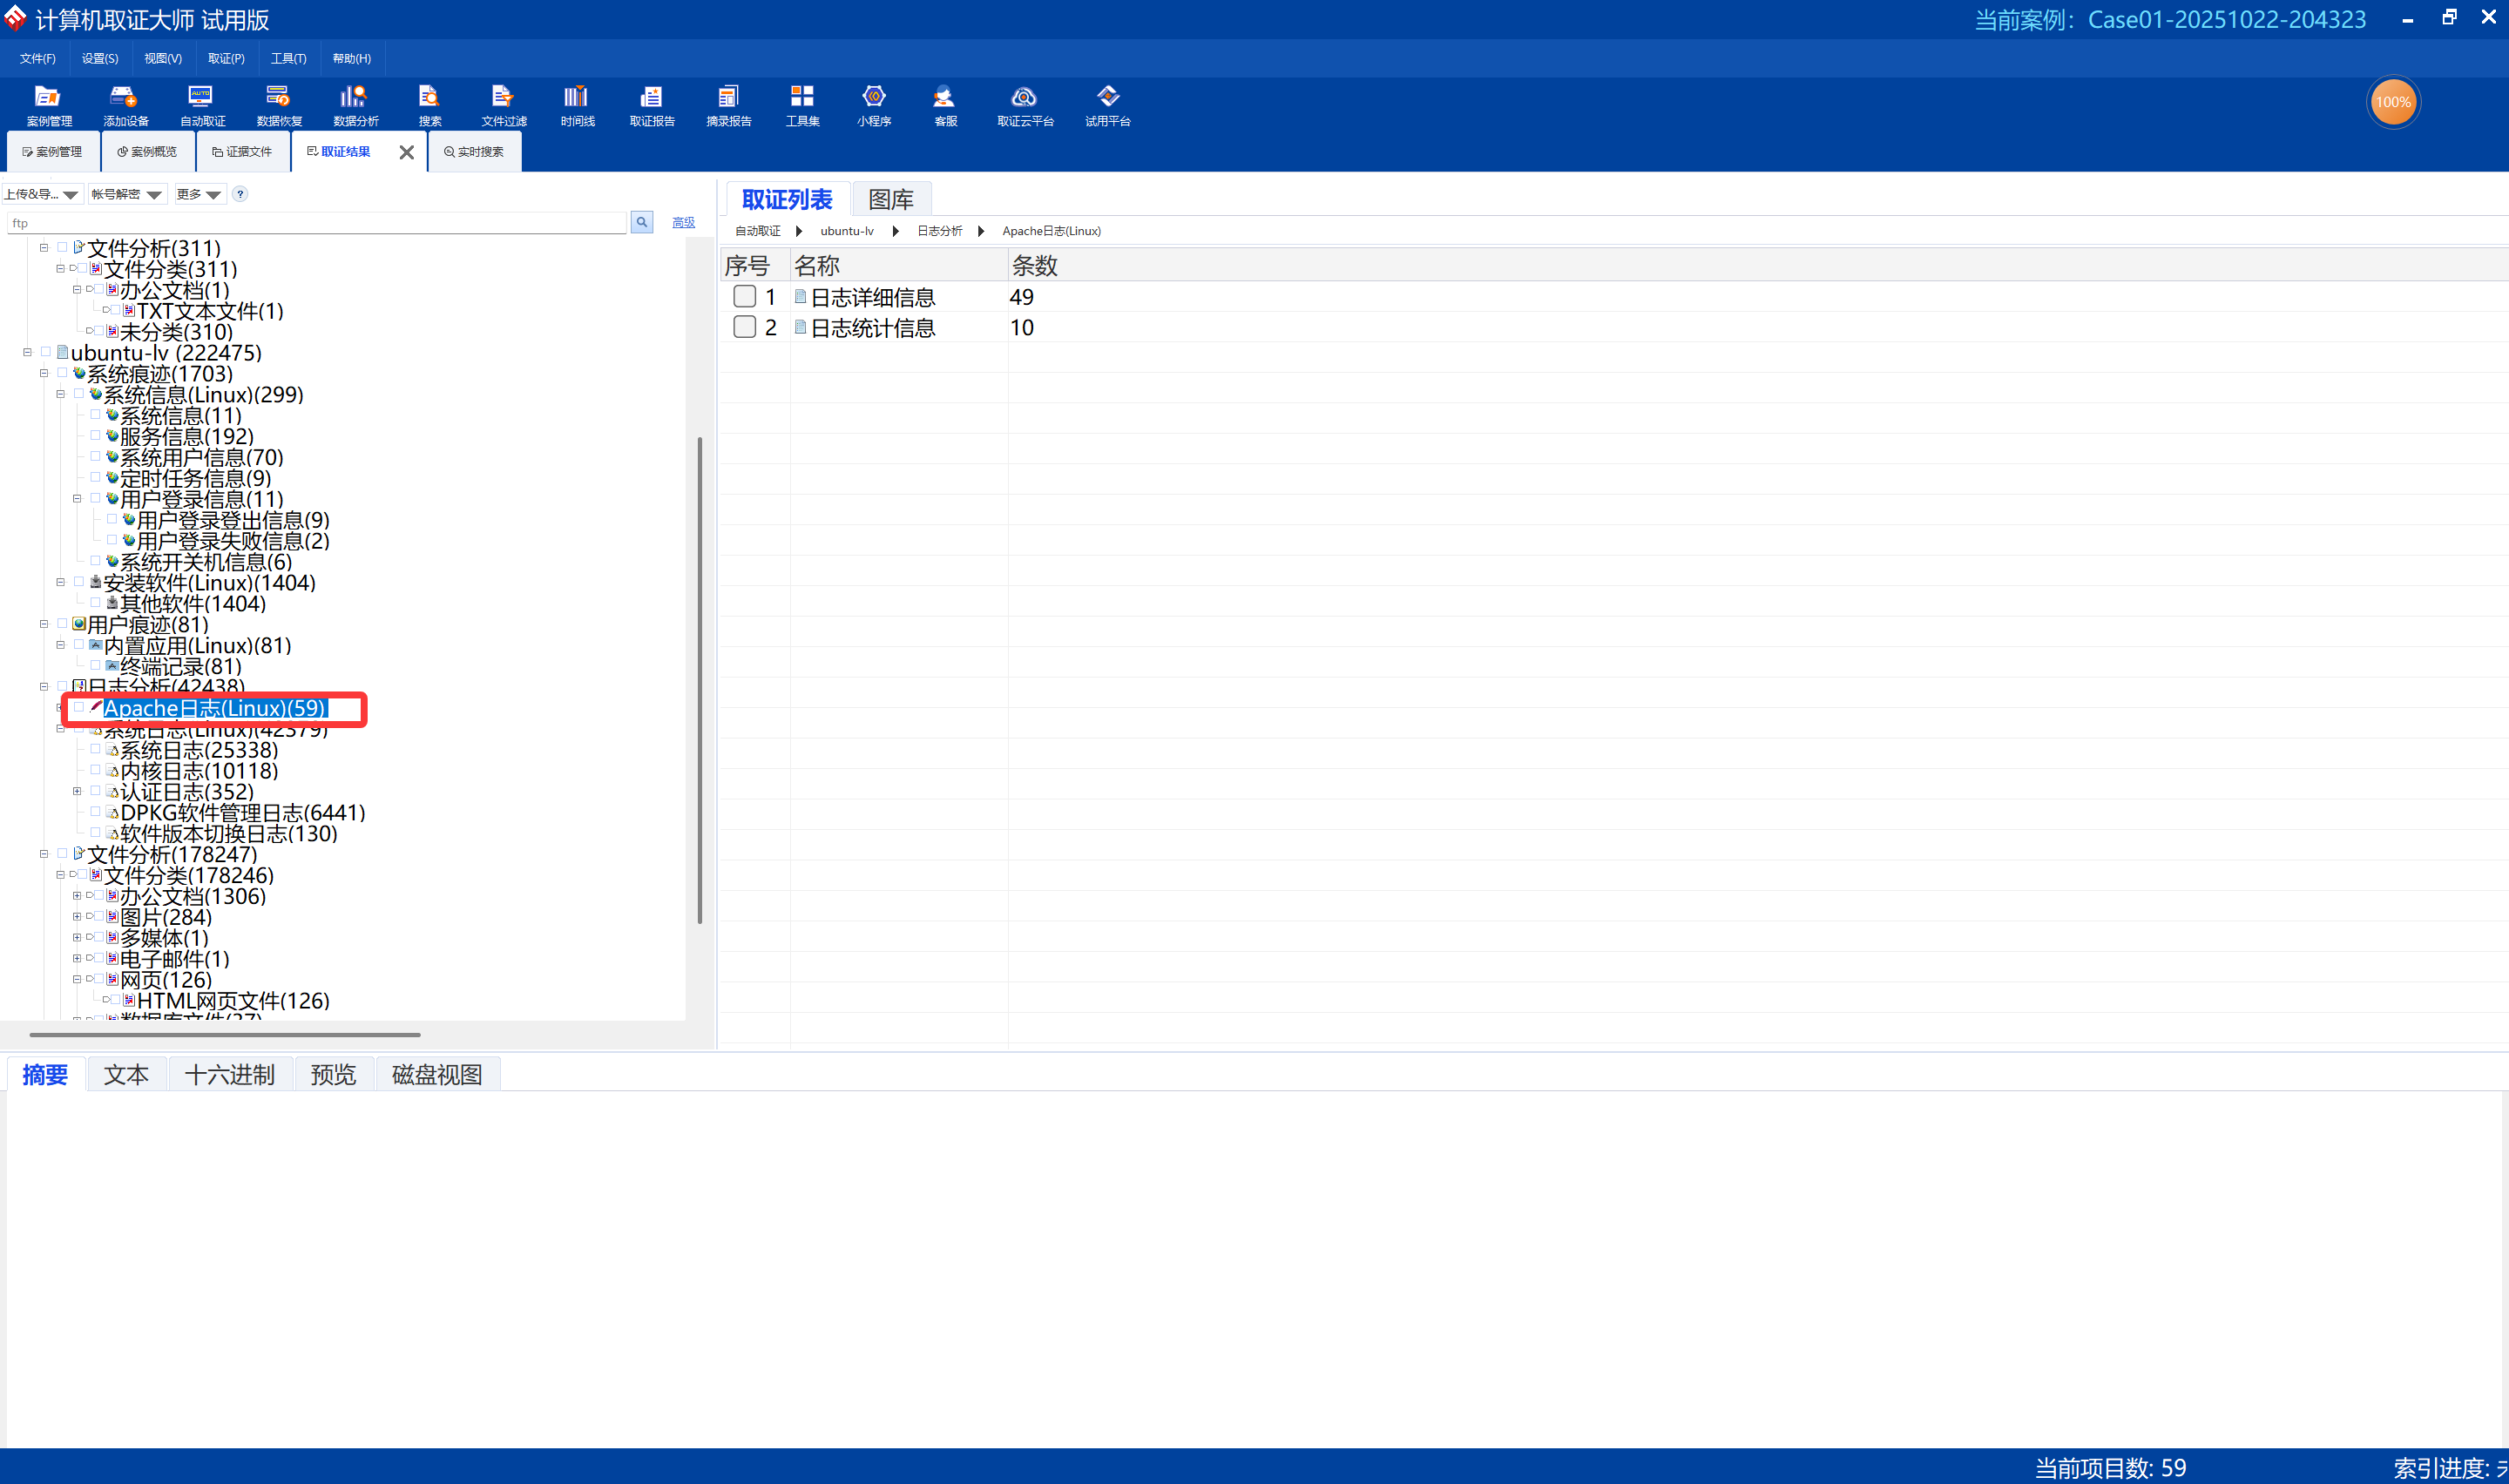 计算机取证大师 试用版
当前案例：Case01-20251022-204323
文件(F) 设置(S) 视图(V) 取证(P) 工具(T) 帮助(H)
案例管理 添加设备 自动取证 数据恢复 数据分析 搜索 文件过滤 时间线 取证报告 摘录报告 工具集 小程序 客服 取证云平台 试用平台
100%
案例管理 案例概览 证据文件 取证结果 实时搜索
上传&导... 帐号解密 更多 ?
ftp
高级
文件分析(311)
文件分类(311)
办公文档(1)
TXT文本文件(1)
未分类(310)
ubuntu-lv (222475)
系统痕迹(1703)
系统信息(Linux)(299)
系统信息(11)
服务信息(192)
系统用户信息(70)
定时任务信息(9)
用户登录信息(11)
用户登录登出信息(9)
用户登录失败信息(2)
系统开关机信息(6)
安装软件(Linux)(1404)
其他软件(1404)
用户痕迹(81)
内置应用(Linux)(81)
终端记录(81)
日志分析(42438)
Apache日志(Linux)(59)
系统日志(Linux)(42379)
系统日志(25338)
内核日志(10118)
认证日志(352)
DPKG软件管理日志(6441)
软件版本切换日志(130)
文件分析(178247)
文件分类(178246)
办公文档(1306)
图片(284)
多媒体(1)
电子邮件(1)
网页(126)
HTML网页文件(126)
数据库文件(27)
取证列表 图库
自动取证 ubuntu-lv 日志分析 Apache日志(Linux)
序号 名称 条数
1 日志详细信息 49
2 日志统计信息 10
摘要 文本 十六进制 预览 磁盘视图
当前项目数: 59
索引进度: